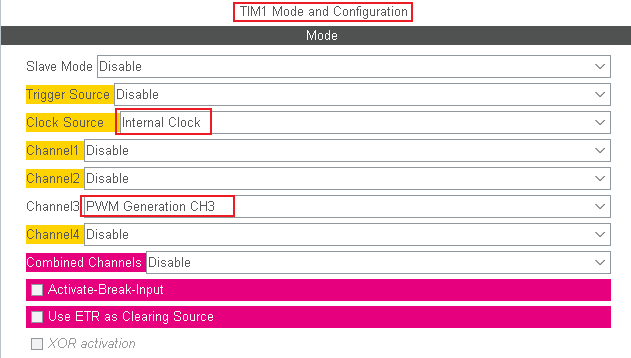 TIM1 Mode and Configuration
Mode
Slave Mode Disable
Trigger Source Disable
Clock Source Internal Clock
Channel1 Disable
Channel2 Disable
Channel3 PWM Generation CH3
Channel4 Disable
Combined Channels Disable
Activate-Break-Input
Use ETR as Clearing Source
XOR activation